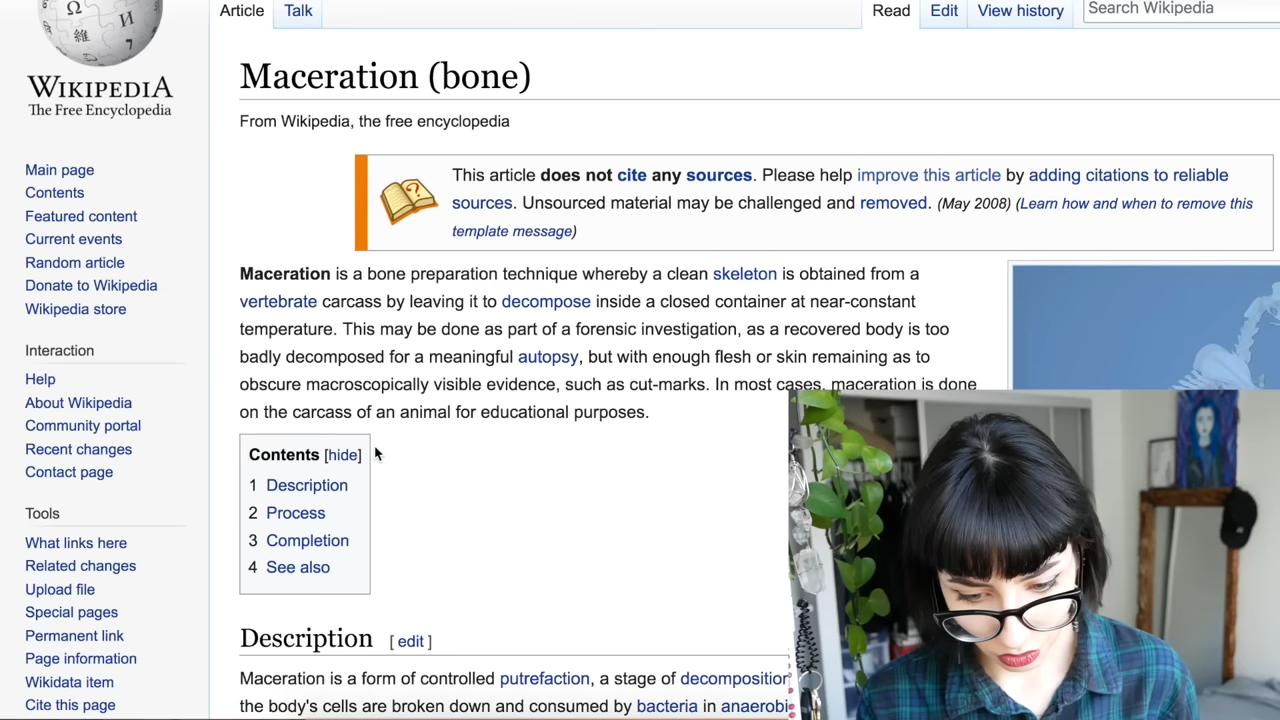 Article
Talk
Read
Edit
View history
Search Wikipedia
WIKIPEDIA
The Free Encyclopedia
Main page
Contents
Featured content
Current events
Random article
Donate to Wikipedia
Wikipedia store
Interaction
Help
About Wikipedia
Community portal
Recent changes
Contact page
Tools
What links here
Related changes
Upload file
Special pages
Permanent link
Page information
Wikidata item
Cite this page
Maceration (bone)
From Wikipedia, the free encyclopedia
This article does not cite any sources. Please help improve this article by adding citations to reliable
sources. Unsourced material may be challenged and removed. (May 2008) (Learn how and when to remove this
template message)
Maceration is a bone preparation technique whereby a clean skeleton is obtained from a
vertebrate carcass by leaving it to decompose inside a closed container at near-constant
temperature. This may be done as part of a forensic investigation, as a recovered body is too
badly decomposed for a meaningful autopsy, but with enough flesh or skin remaining as to
obscure macroscopically visible evidence, such as cut-marks. In most cases, maceration is done
on the carcass of an animal for educational purposes.
Contents [hide]
1 Description
2 Process
3 Completion
4 See also
Description [ edit ]
Maceration is a form of controlled putrefaction, a stage of decomposition
the body's cells are broken down and consumed by bacteria in anaerobi